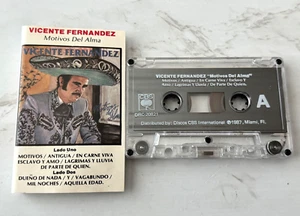 VICENTE FERNANDEZ
Motivos Del Alma
VICENTE FERNANDEZ
Lado Uno
MOTIVOS / ANTIGUA / EN CARNE VIVA
ESCLAVO Y AMO / LAGRIMAS Y LLUVIA
DE PARTE DE QUIEN.
Lado Dos
DUEÑO DE NADA / Y / VAGABUNDO /
MIL NOCHES / AQUELLA EDAD.
VICENTE FERNANDEZ "Motivos Del Alma"
Motivos / Antigua / En Carne Viva / Esclavo Y
Amo / Lagrimas Y Lluvia / De Parte De Quien.
A
Distributed by: Discos CBS International ℗1987, Miami, Fl.